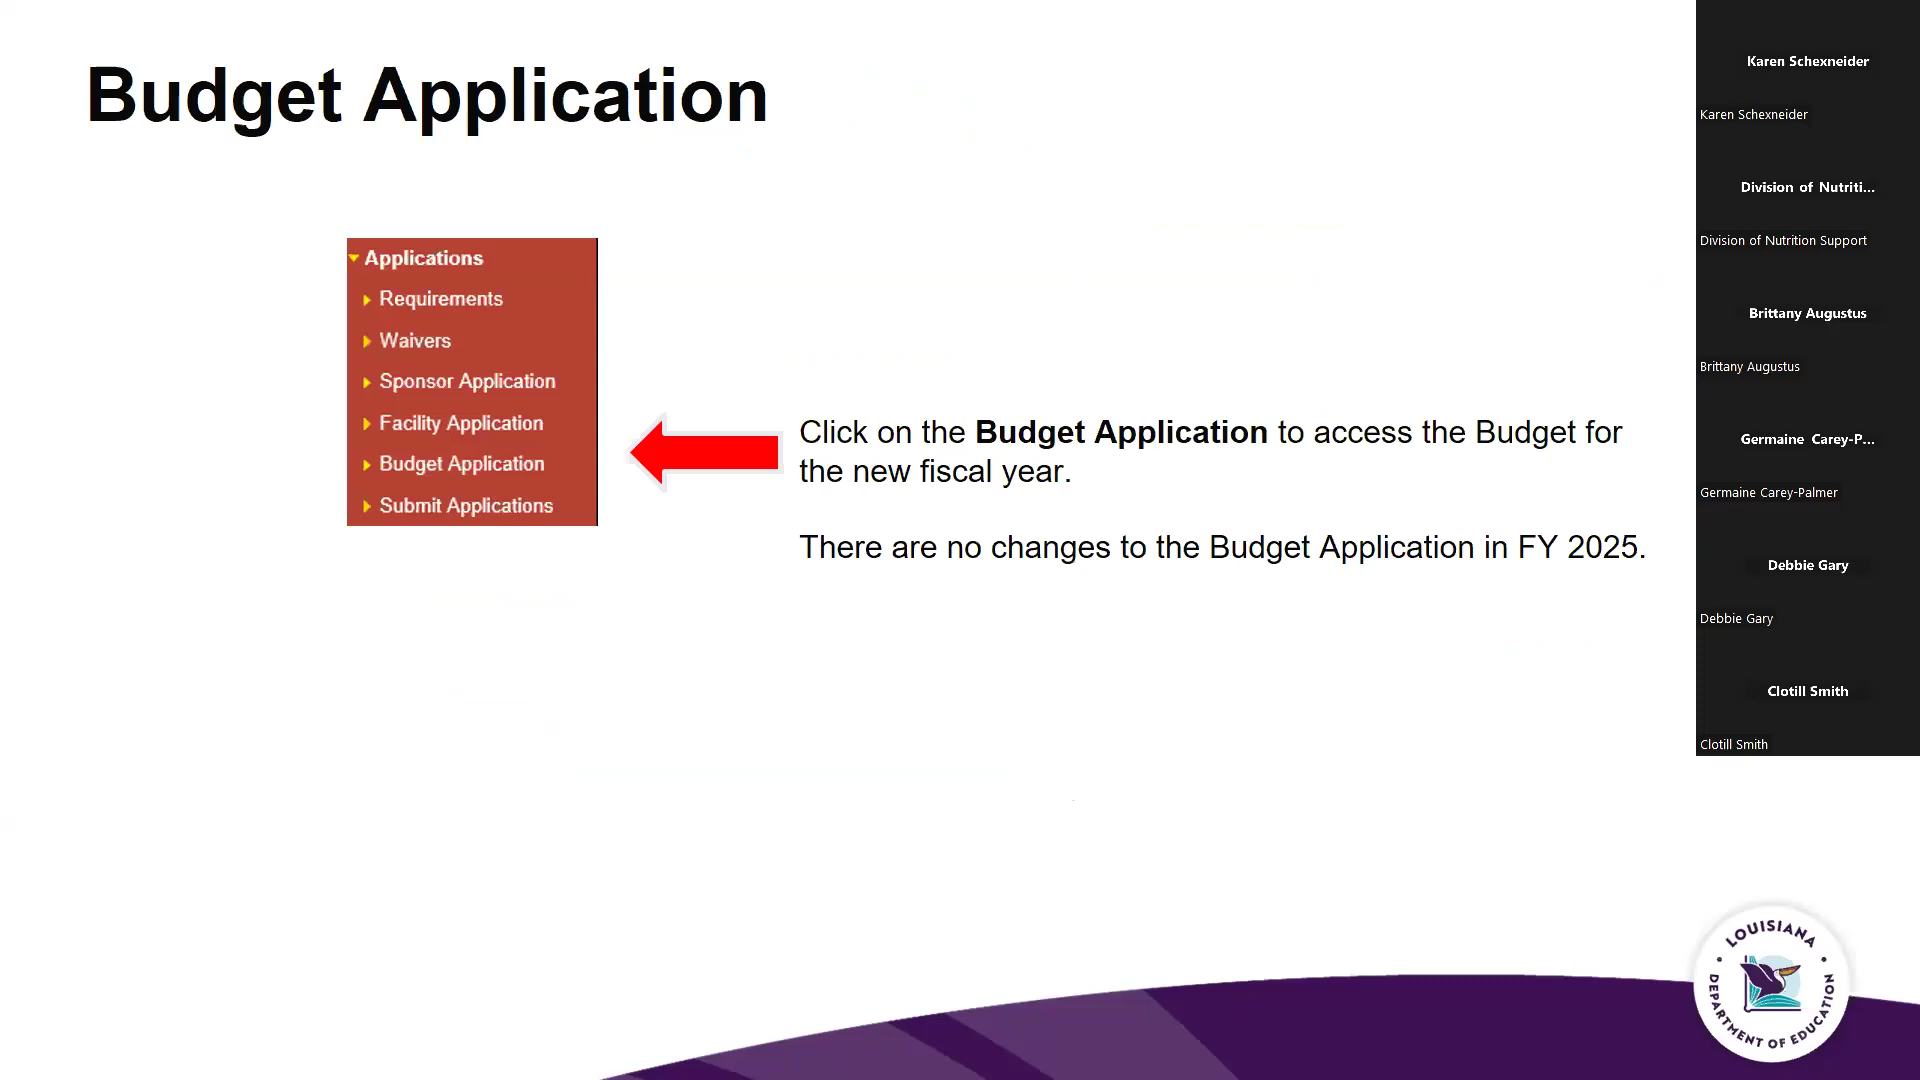 Budget Application
Applications
Requirements
Waivers
Sponsor Application
Facility Application
Budget Application
Submit Applications
Click on the Budget Application to access the Budget for
the new fiscal year.
There are no changes to the Budget Application in FY 2025.
Karen Schexneider
Karen Schexneider
Division of Nutriti...
Division of Nutrition Support
Brittany Augustus
Brittany Augustus
Germaine Carey-P...
Germaine Carey-Palmer
Debbie Gary
Debbie Gary
Clotill Smith
Clotill Smith
LOUISIANA
DEPARTMENT OF EDUCATION